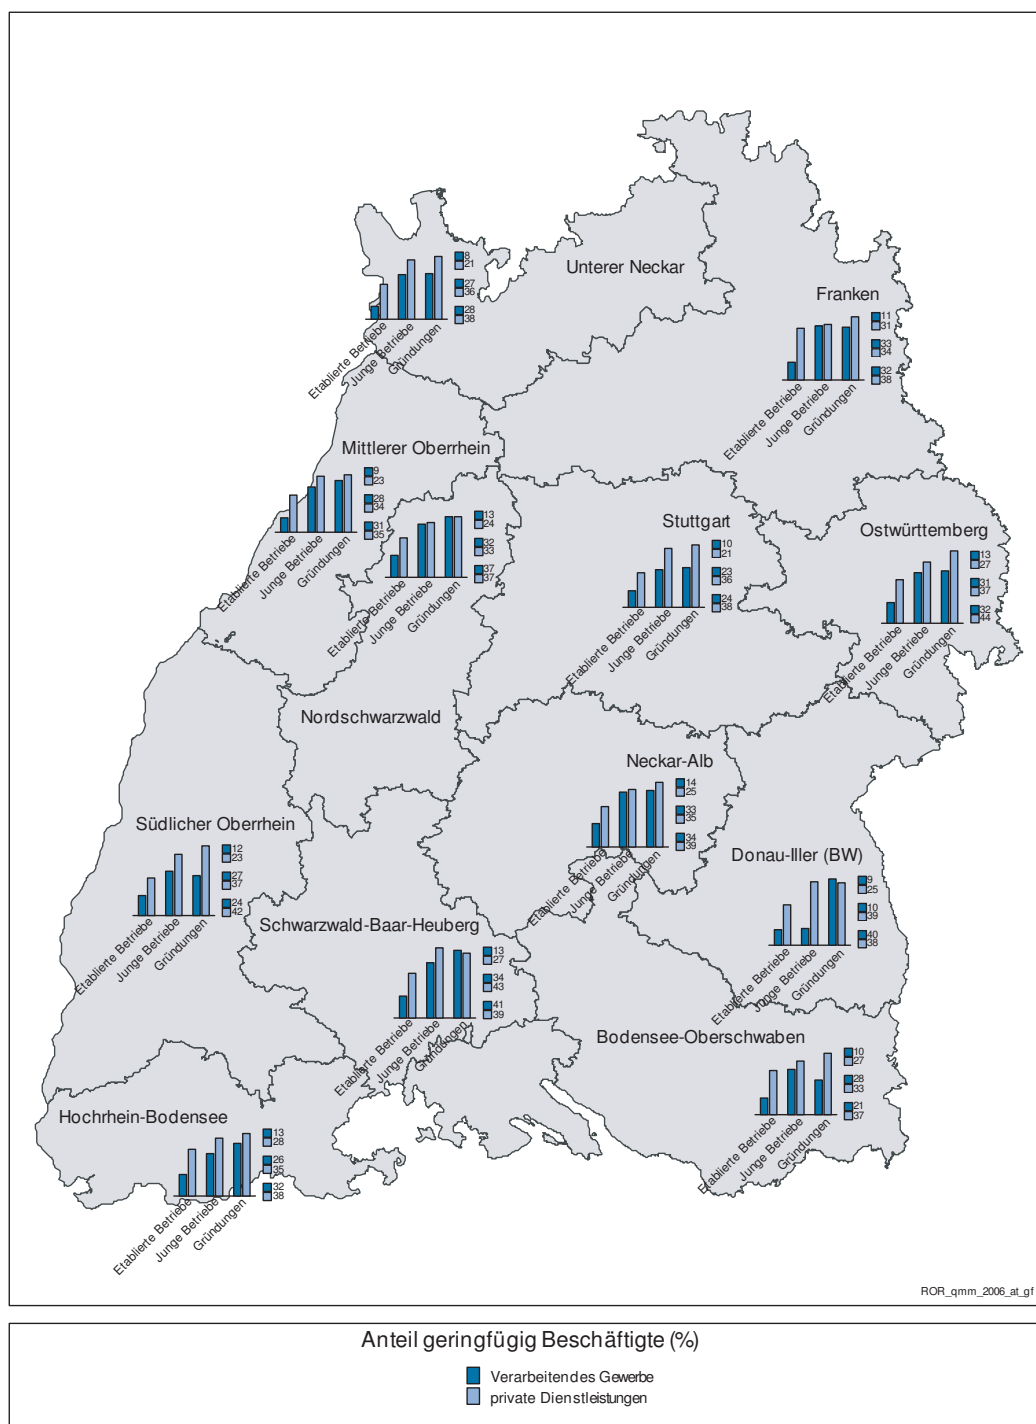 Unterer Neckar
8
21
27
36
28
38
Etablierte Betriebe
Junge Betriebe
Gründungen
Franken
11
31
33
34
32
38
Etablierte Betriebe
Junge Betriebe
Gründungen
Mittlerer Oberrhein
9
23
28
34
31
35
Etablierte Betriebe
Junge Betriebe
Gründungen
13
24
32
33
37
37
Etablierte Betriebe
Junge Betriebe
Gründungen
Nordschwarzwald
Stuttgart
10
21
23
36
24
38
Etablierte Betriebe
Junge Betriebe
Gründungen
Ostwürttemberg
13
27
31
37
32
44
Etablierte Betriebe
Junge Betriebe
Gründungen
Neckar-Alb
14
25
33
35
34
39
Etablierte Betriebe
Junge Betriebe
Gründungen
Südlicher Oberrhein
12
23
27
37
24
42
Etablierte Betriebe
Junge Betriebe
Gründungen
Donau-Iller (BW)
9
25
10
39
40
38
Etablierte Betriebe
Junge Betriebe
Gründungen
Schwarzwald-Baar-Heuberg
13
27
34
43
41
39
Etablierte Betriebe
Junge Betriebe
Gründungen
Bodensee-Oberschwaben
10
27
28
33
21
37
Etablierte Betriebe
Junge Betriebe
Gründungen
Hochrhein-Bodensee
13
28
26
35
32
38
Etablierte Betriebe
Junge Betriebe
Gründungen
ROR_qmm_2006_at_gf
Anteil geringfügig Beschäftigte (%)
Verarbeitendes Gewerbe
private Dienstleistungen